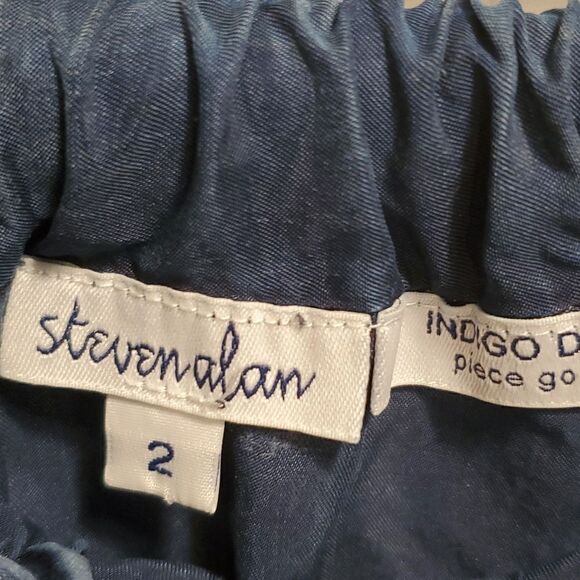 stevenalan
2
INDIGO D
piece go